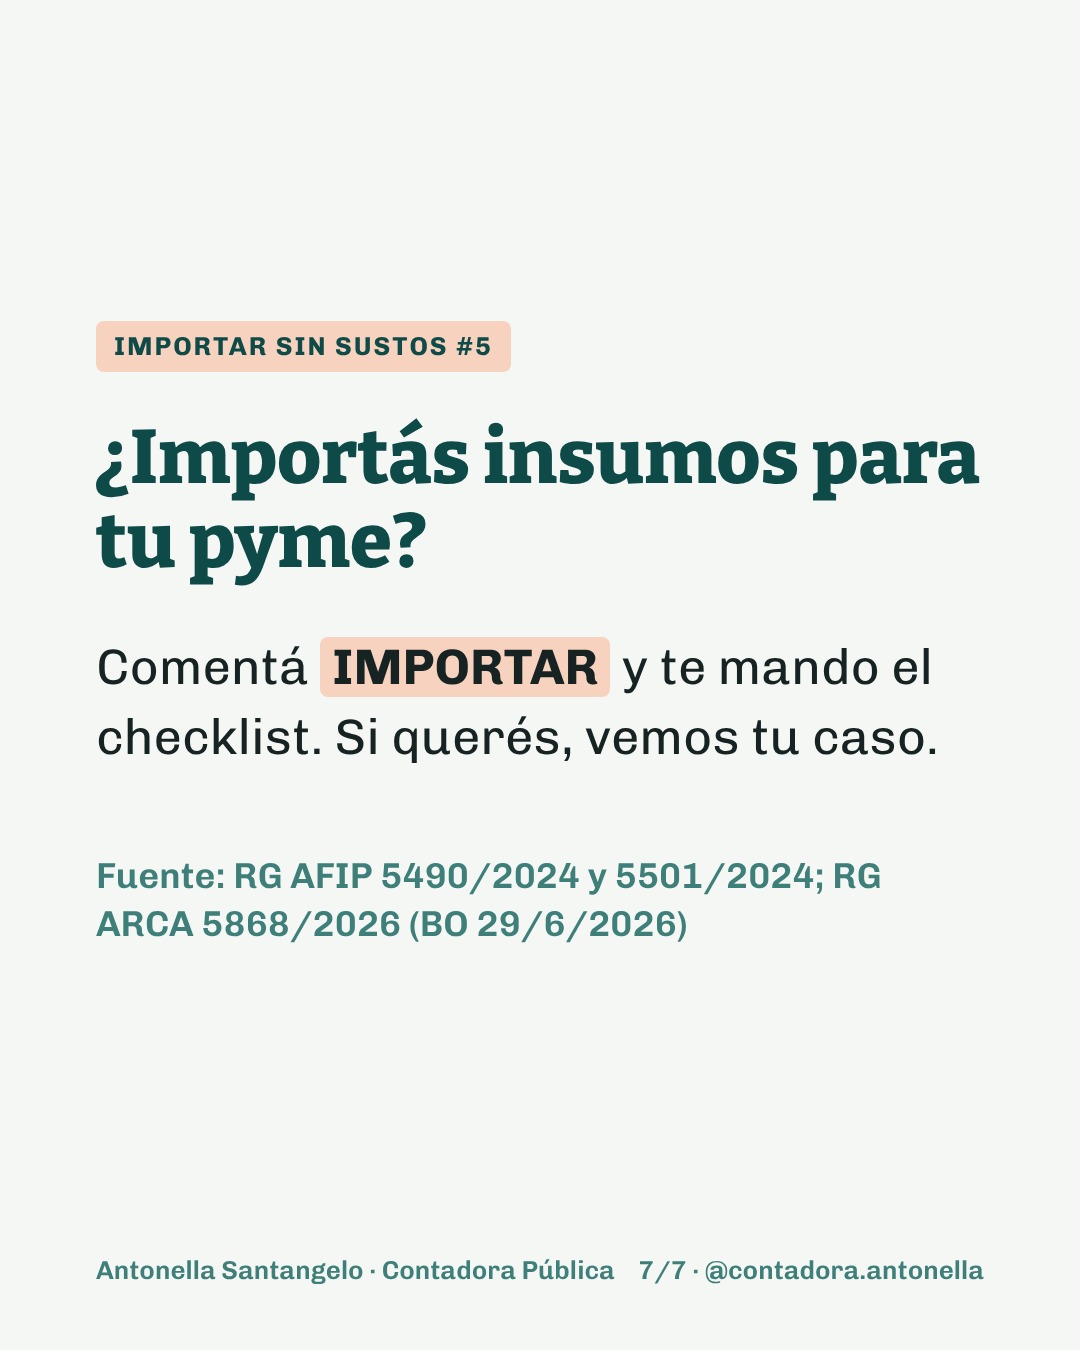 IMPORTAR SIN SUSTOS #5
¿Importás insumos para
tu pyme?
Comentá IMPORTAR y te mando el
checklist. Si querés, vemos tu caso.
Fuente: RG AFIP 5490/2024 y 5501/2024; RG
ARCA 5868/2026 (BO 29/6/2026)
Antonella Santangelo · Contadora Pública 7/7 · @contadora.antonella